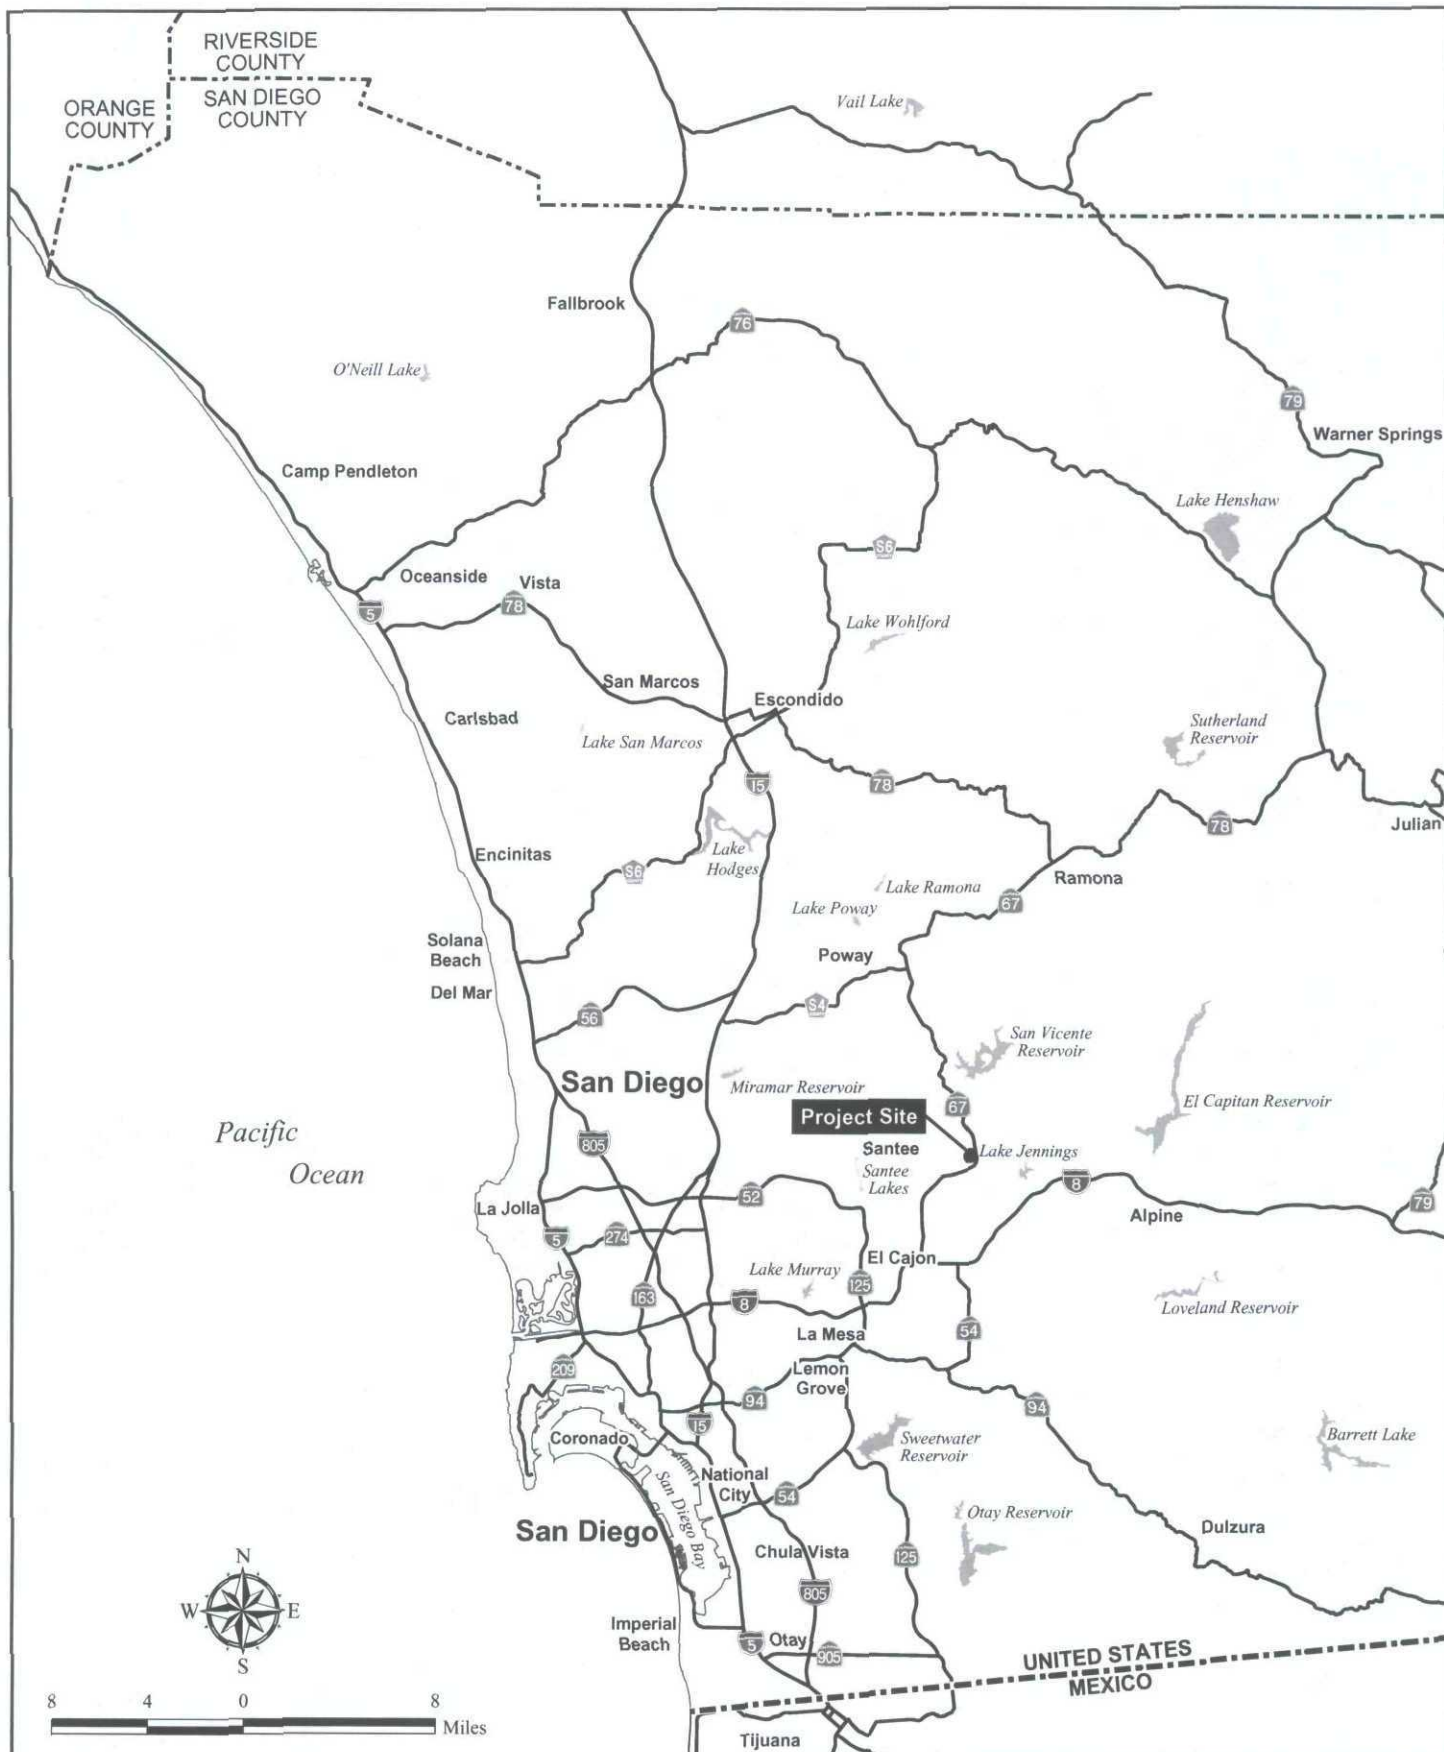 RIVERSIDE
COUNTY
ORANGE
COUNTY
SAN DIEGO
COUNTY
Vail Lake
Fallbrook
76
O'Neill Lake
79
Warner Springs
Camp Pendleton
Lake Henshaw
S6
Oceanside
Vista
5
78
Lake Wohlford
San Marcos
Escondido
Carlsbad
Lake San Marcos
Sutherland
Reservoir
15
78
78
Julian
Lake
Hodges
Encinitas
S6
Ramona
Lake Ramona
67
Lake Poway
Solana
Beach
Poway
Del Mar
56
S4
San Vicente
Reservoir
San Diego
Miramar Reservoir
El Capitan Reservoir
67
Project Site
Pacific
Ocean
805
Santee
Lake Jennings
Santee
Lakes
8
52
79
La Jolla
Alpine
5
274
El Cajon
Lake Murray
125
163
8
Loveland Reservoir
La Mesa
54
209
Lemon
Grove
94
94
15
Coronado
Sweetwater
Reservoir
Barrett Lake
National
City
54
San Diego Bay
Otay Reservoir
San Diego
Dulzura
Chula Vista
125
805
N
W
E
S
Imperial
Beach
5
Otay
905
UNITED STATES
MEXICO
8
4
0
8
Miles
Tijuana